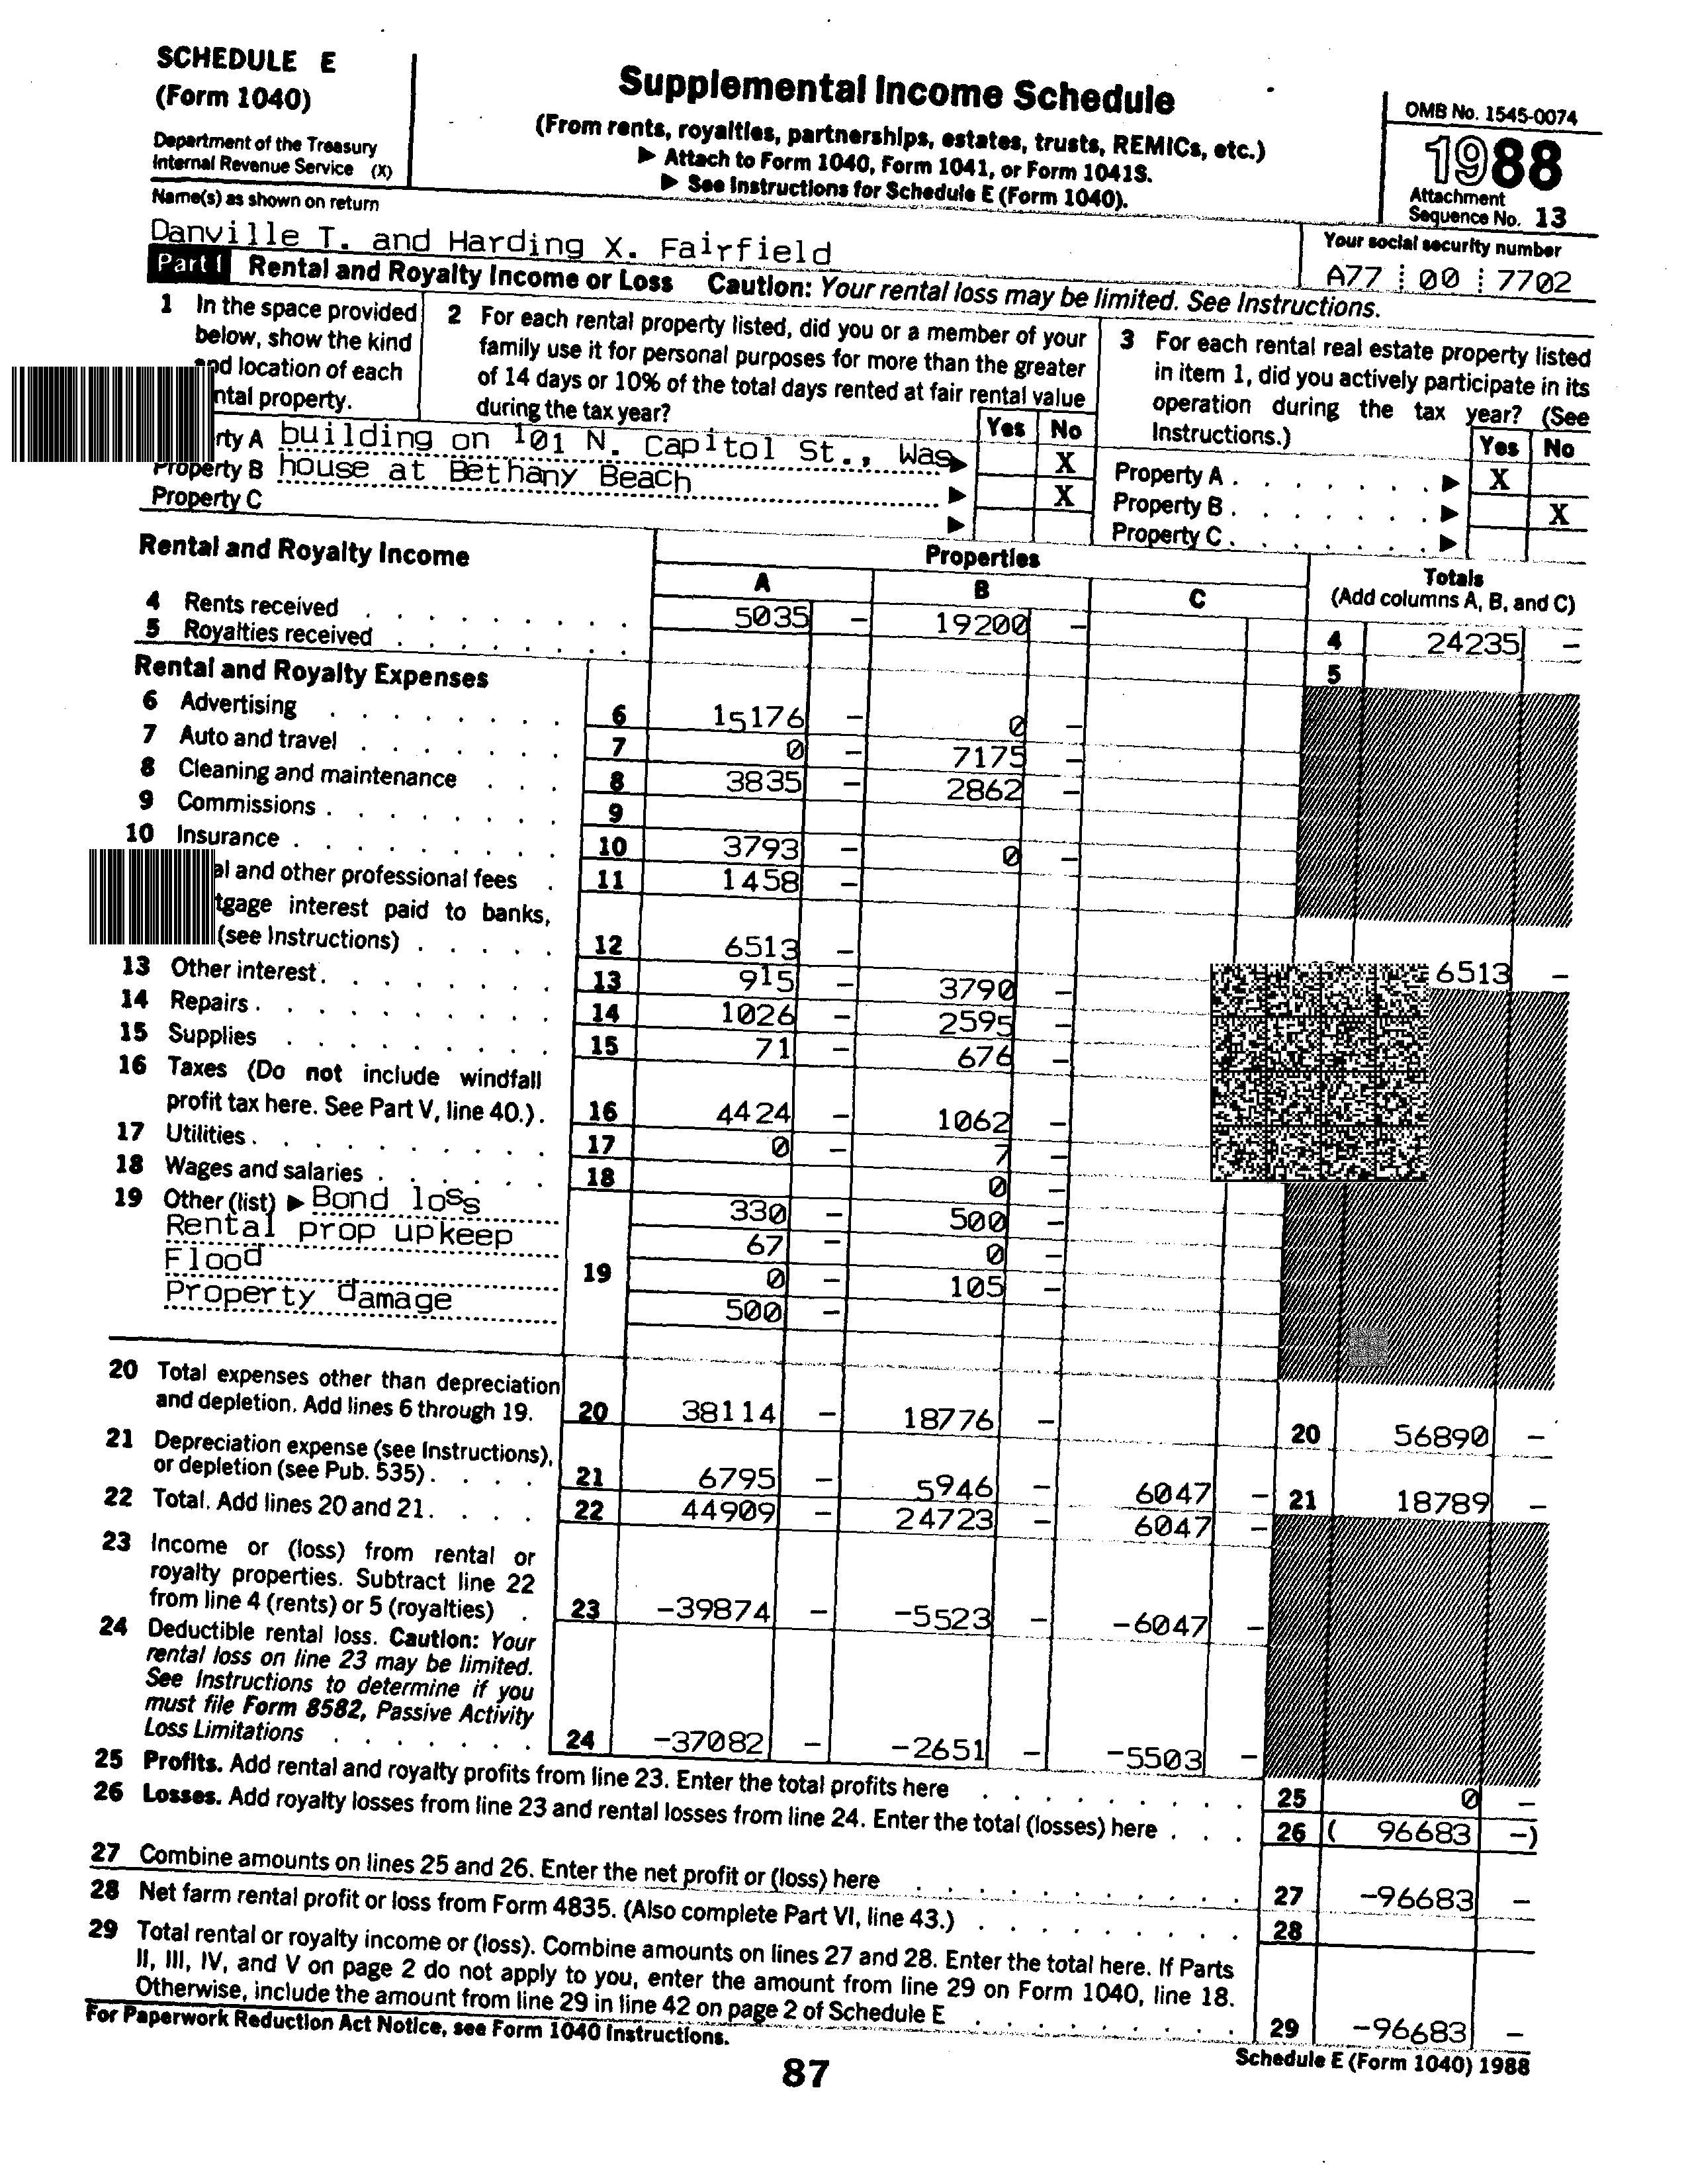 SCHEDULE E
(Form 1040)
Department of the Treasury
Internal Revenue Service (X)
Supplemental Income Schedule
(From rents, royalties, partnerships, estates, trusts, REMICs, etc.)
▶ Attach to Form 1040, Form 1041, or Form 1041S.
▶ See Instructions for Schedule E (Form 1040).
OMB No. 1545-0074
1988
Attachment
Sequence No. 13
Name(s) as shown on return
Danville T. and Harding X. Fairfield
Your social security number
A77 00 7702
Part I Rental and Royalty Income or Loss Caution: Your rental loss may be limited. See Instructions.
1 In the space provided
below, show the kind
nd location of each
ntal property.
2 For each rental property listed, did you or a member of your
family use it for personal purposes for more than the greater
of 14 days or 10% of the total days rented at fair rental value
during the tax year?
Yes No
3 For each rental real estate property listed
in item 1, did you actively participate in its
operation during the tax year? (See
Instructions.)
Yes No
rty A building on 101 N. Capitol St., Was ▶ X
Property B house at Bethany Beach ▶ X
Property C ▶
Property A . . . . . . . ▶ X
Property B . . . . . . . ▶ X
Property C . . . . . . . ▶
Rental and Royalty Income
Properties
A B C
Totals
(Add columns A, B, and C)
4 Rents received 5035 – 19200 – 4 24235 –
5 Royalties received 5
Rental and Royalty Expenses
6 Advertising 6 15176 – 0 –
7 Auto and travel 7 0 – 7175 –
8 Cleaning and maintenance 8 3835 – 2862 –
9 Commissions 9
10 Insurance 10 3793 – 0 –
al and other professional fees 11 1458 –
tgage interest paid to banks,
(see Instructions) 12 6513 – 6513 –
13 Other interest 13 915 – 3790 –
14 Repairs 14 1026 – 2595 –
15 Supplies 15 71 – 676 –
16 Taxes (Do not include windfall
profit tax here. See Part V, line 40.) 16 4424 – 1062 –
17 Utilities 17 0 – 7 –
18 Wages and salaries 18 0 –
19 Other (list) ▶ Bond loss 330 – 500 –
Rental prop upkeep 67 – 0 –
Flood 19 0 – 105 –
Property damage 500 –
20 Total expenses other than depreciation
and depletion. Add lines 6 through 19. 20 38114 – 18776 – 20 56890 –
21 Depreciation expense (see Instructions),
or depletion (see Pub. 535) 21 6795 – 5946 – 6047 – 21 18789 –
22 Total. Add lines 20 and 21 22 44909 – 24723 – 6047 –
23 Income or (loss) from rental or
royalty properties. Subtract line 22
from line 4 (rents) or 5 (royalties) 23 -39874 – -5523 – -6047 –
24 Deductible rental loss. Caution: Your
rental loss on line 23 may be limited.
See Instructions to determine if you
must file Form 8582, Passive Activity
Loss Limitations 24 -37082 – -2651 – -5503 –
25 Profits. Add rental and royalty profits from line 23. Enter the total profits here 25 0 –
26 Losses. Add royalty losses from line 23 and rental losses from line 24. Enter the total (losses) here 26 ( 96683 –)
27 Combine amounts on lines 25 and 26. Enter the net profit or (loss) here 27 -96683 –
28 Net farm rental profit or loss from Form 4835. (Also complete Part VI, line 43.) 28
29 Total rental or royalty income or (loss). Combine amounts on lines 27 and 28. Enter the total here. If Parts
II, III, IV, and V on page 2 do not apply to you, enter the amount from line 29 on Form 1040, line 18.
Otherwise, include the amount from line 29 in line 42 on page 2 of Schedule E 29 -96683 –
For Paperwork Reduction Act Notice, see Form 1040 Instructions.
Schedule E (Form 1040) 1988
87